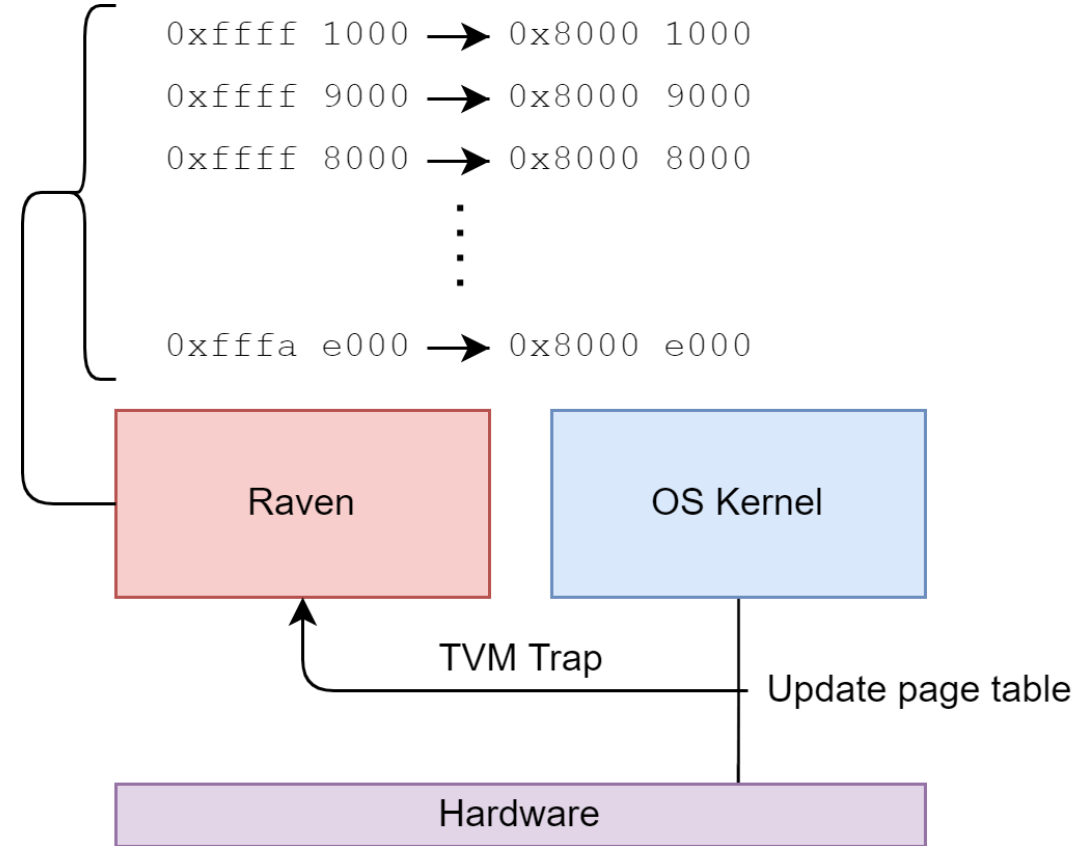 0xffff 1000 → 0x8000 1000
0xffff 9000 → 0x8000 9000
0xffff 8000 → 0x8000 8000
0xfffa e000 → 0x8000 e000
Raven
OS Kernel
TVM Trap
Update page table
Hardware